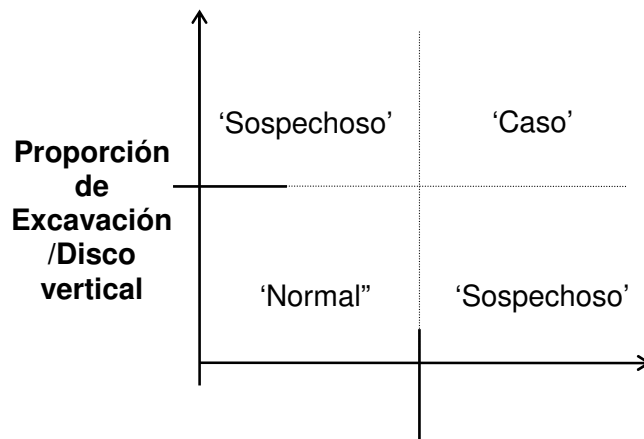 ‘Sospechoso’
‘Caso’
Proporción
de
Excavación
/Disco
vertical
‘Normal”
‘Sospechoso’